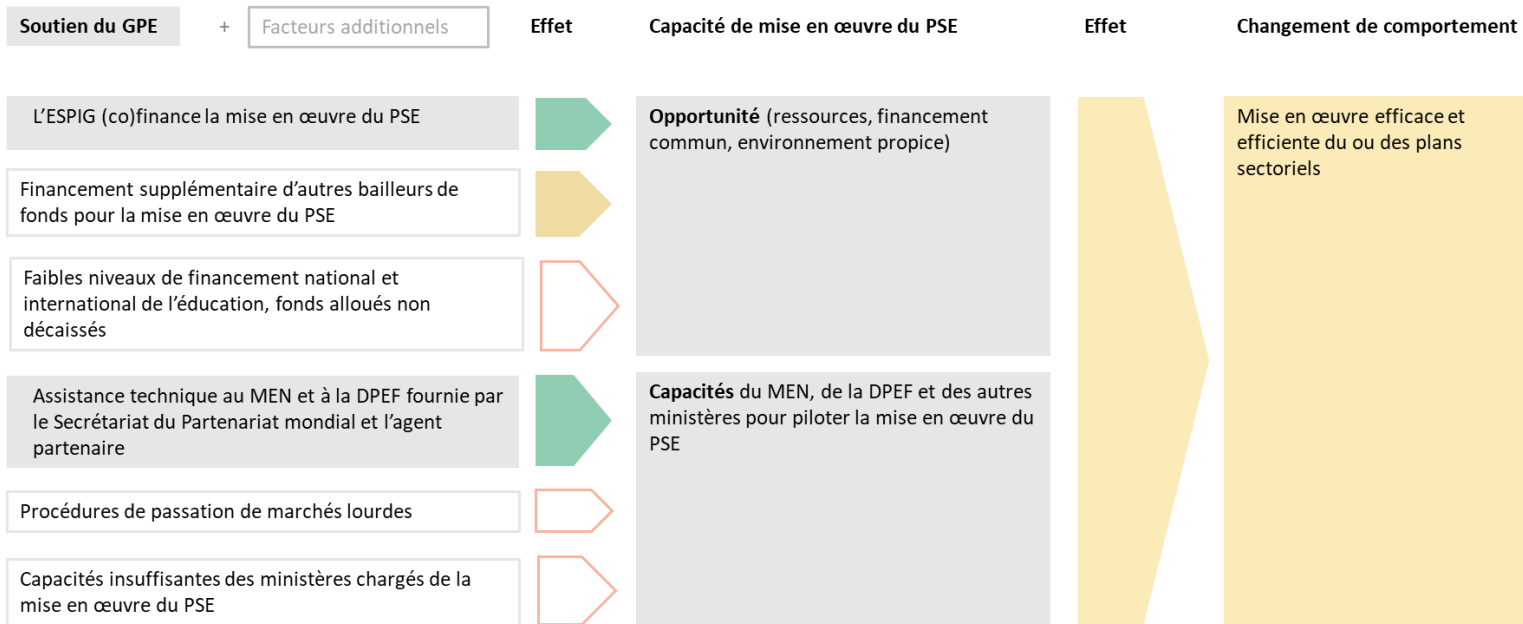 Soutien du GPE + Facteurs additionnels Effet Capacité de mise en œuvre du PSE Effet Changement de comportement
L'ESPIG (co)finance la mise en œuvre du PSE
Financement supplémentaire d'autres bailleurs de
fonds pour la mise en œuvre du PSE
Faibles niveaux de financement national et
international de l'éducation, fonds alloués non
décaissés
Opportunité (ressources, financement
commun, environnement propice)
Mise en œuvre efficace et
efficiente du ou des plans
sectoriels
Assistance technique au MEN et à la DPEF fournie par
le Secrétariat du Partenariat mondial et l'agent
partenaire
Procédures de passation de marchés lourdes
Capacités insuffisantes des ministères chargés de la
mise en œuvre du PSE
Capacités du MEN, de la DPEF et des autres
ministères pour piloter la mise en œuvre du
PSE